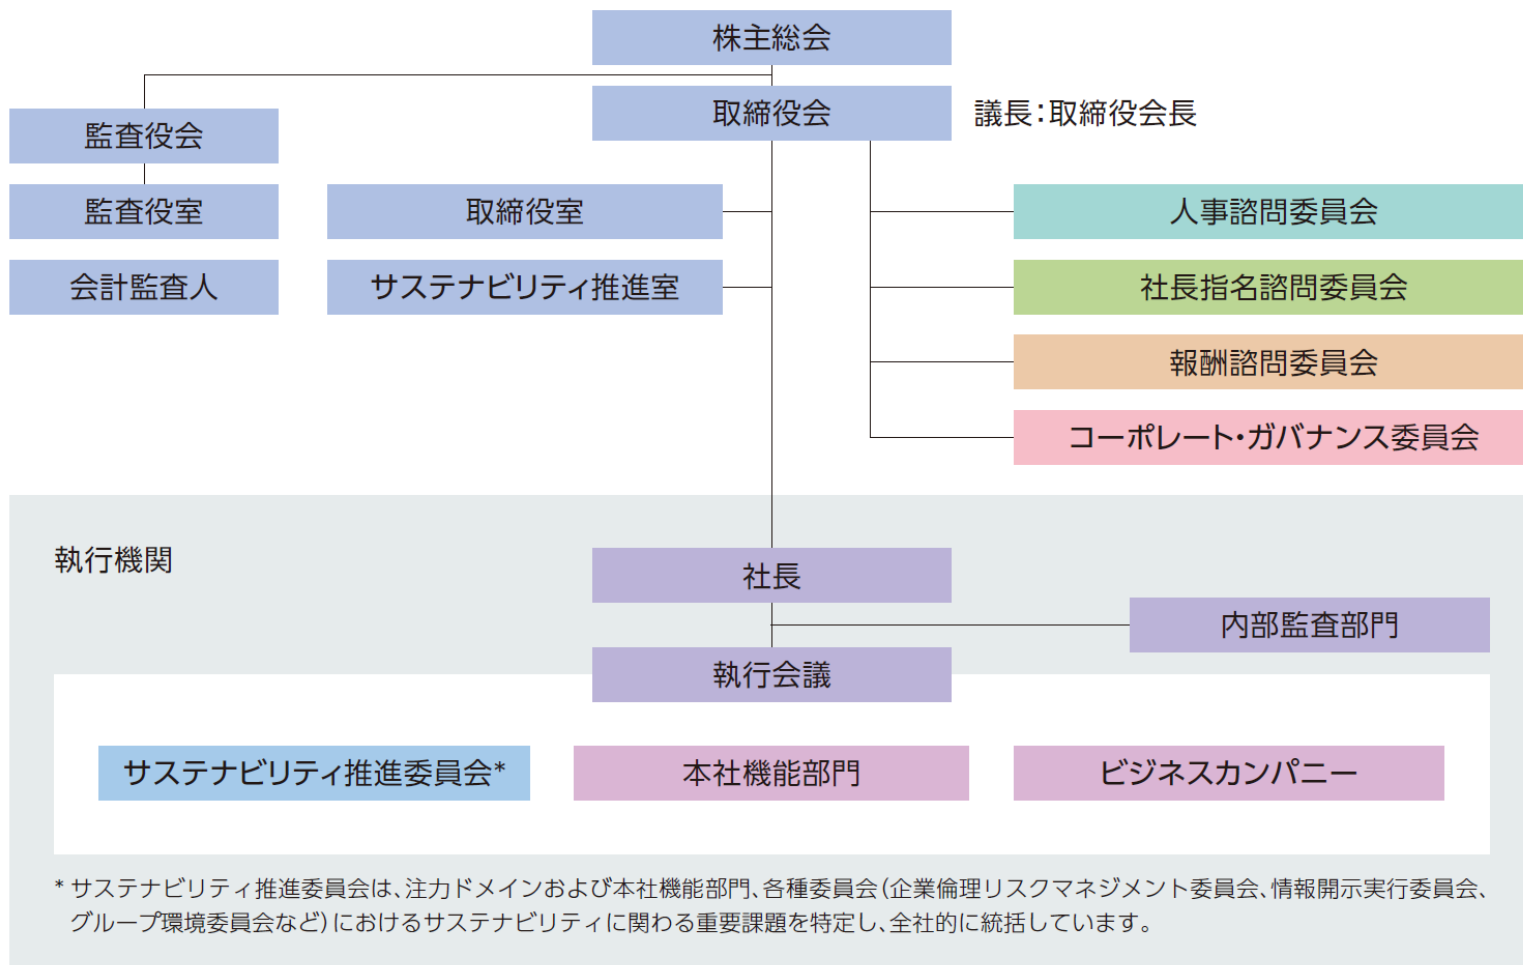 株主総会
取締役会
議長：取締役会長
監査役会
監査役室
取締役室
人事諮問委員会
会計監査人
サステナビリティ推進室
社長指名諮問委員会
報酬諮問委員会
コーポレート・ガバナンス委員会
執行機関
社長
内部監査部門
執行会議
サステナビリティ推進委員会*
本社機能部門
ビジネスカンパニー
* サステナビリティ推進委員会は、注力ドメインおよび本社機能部門、各種委員会（企業倫理リスクマネジメント委員会、情報開示実行委員会、
グループ環境委員会など）におけるサステナビリティに関わる重要課題を特定し、全社的に統括しています。